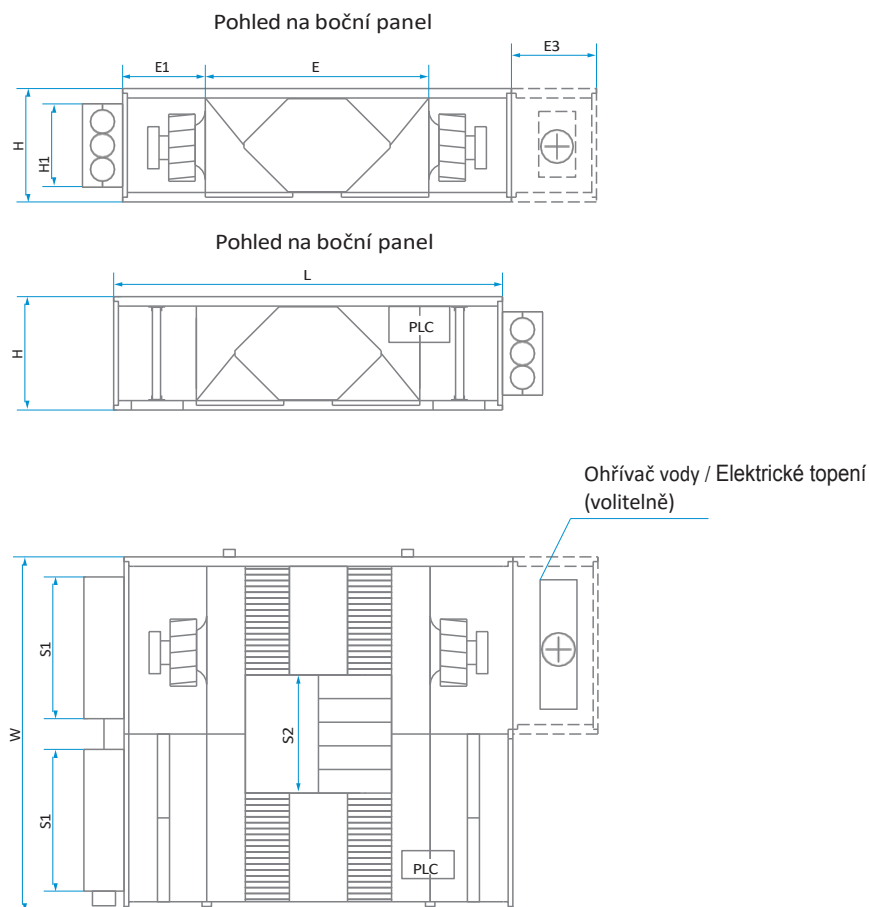 Pohled na boční panel
E1
E
E3
H
H1
Pohled na boční panel
L
H
PLC
Ohřívač vody / Elektrické topení
(volitelně)
S1
W
S2
S1
PLC